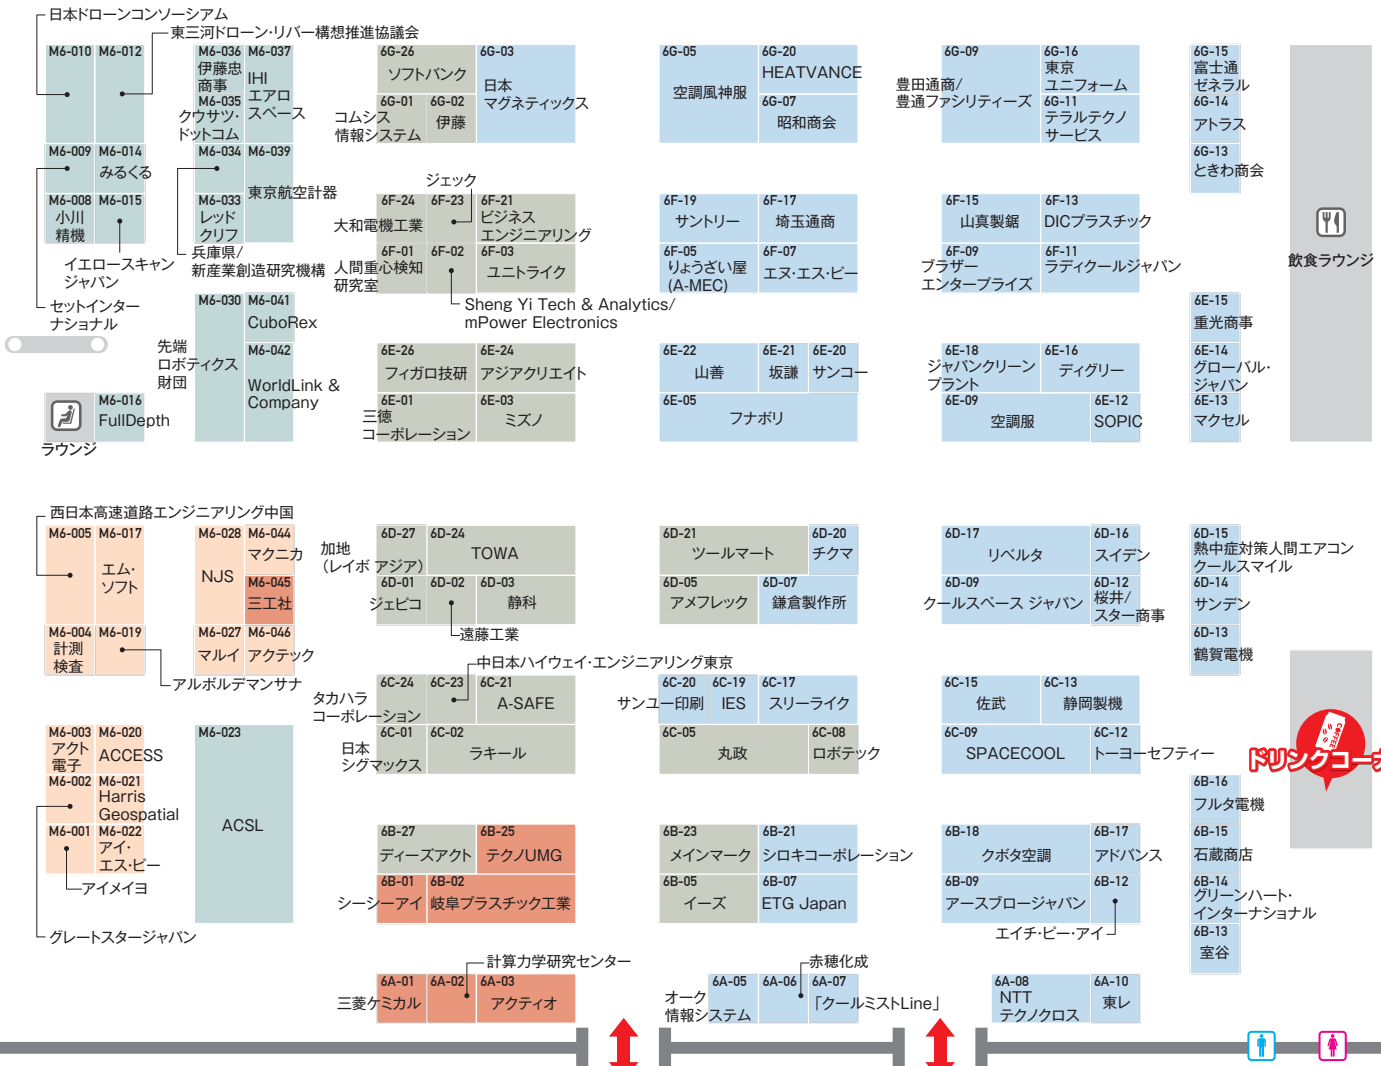 日本ドローンコンソーシアム
東三河ドローン・リバー構想推進協議会
M6-010 M6-012
M6-036
伊藤忠
商事
M6-037
IHI
エアロ
スペース
M6-035
クウサツ・
ドットコム
M6-009 M6-014
みるくる
M6-034 M6-039
東京航空計器
M6-008
小川
精機
M6-015
M6-033
レッド
クリフ
イエロースキャン
ジャパン
兵庫県/
新産業創造研究機構
セットインター
ナショナル
M6-030 M6-041
CuboRex
先端
ロボティクス
財団
M6-042
WorldLink &
Company
M6-016
FullDepth
ラウンジ
6G-26
ソフトバンク
6G-03
日本
マグネティックス
6G-01
コムシス
情報システム
6G-02
伊藤
ジェック
6F-24
大和電機工業
6F-23
6F-21
ビジネス
エンジニアリング
6F-01
人間重心検知
研究室
6F-02
6F-03
ユニトライク
Sheng Yi Tech & Analytics/
mPower Electronics
6E-26
フィガロ技研
6E-24
アジアクリエイト
6E-01
三徳
コーポレーション
6E-03
ミズノ
6G-05
空調風神服
6G-20
HEATVANCE
6G-07
昭和商会
6F-19
サントリー
6F-17
埼玉通商
6F-05
りょうざい屋
(A-MEC)
6F-07
エヌ・エス・ピー
6E-22
山善
6E-21
坂謙
6E-20
サンコー
6E-05
フナボリ
6G-09
豊田通商/
豊通ファシリティーズ
6G-16
東京
ユニフォーム
6G-11
テラルテクノ
サービス
6F-15
山真製鋸
6F-13
DICプラスチック
6F-09
ブラザー
エンタープライズ
6F-11
ラディクールジャパン
6E-18
ジャパンクリーン
プラント
6E-16
ディグリー
6E-09
空調服
6E-12
SOPIC
6G-15
富士通
ゼネラル
6G-14
アトラス
6G-13
ときわ商会
6E-15
重光商事
6E-14
グローバル・
ジャパン
6E-13
マクセル
飲食ラウンジ
西日本高速道路エンジニアリング中国
M6-005 M6-017
エム・
ソフト
M6-028
NJS
M6-044
マクニカ
M6-045
三工社
M6-004
計測
検査
M6-019
M6-027
マルイ
M6-046
アクテック
アルボルデマンサナ
M6-003
アクト
電子
M6-020
ACCESS
M6-002 M6-021
Harris
Geospatial
M6-001 M6-022
アイ・
エス・ピー
アイメイヨ
グレートスタージャパン
M6-023
ACSL
6D-27
加地
（レイボ アジア）
6D-24
TOWA
6D-01
ジェピコ
6D-02
6D-03
静科
遠藤工業
中日本ハイウェイ・エンジニアリング東京
6C-24
タカハラ
コーポレーション
6C-23
6C-21
A-SAFE
6C-01
日本
シグマックス
6C-02
ラキール
6B-27
ディーズアクト
6B-25
テクノUMG
6B-01
シーシーアイ
6B-02
岐阜プラスチック工業
計算力学研究センター
6A-01
三菱ケミカル
6A-02
6A-03
アクティオ
6D-21
ツールマート
6D-20
チクマ
6D-05
アメフレック
6D-07
鎌倉製作所
6C-20
サンユー印刷
6C-19
IES
6C-17
スリーライク
6C-05
丸政
6C-08
ロボテック
6B-23
メインマーク
6B-21
シロキコーポレーション
6B-05
イーズ
6B-07
ETG Japan
赤穂化成
6A-05
オーク
情報システム
6A-06
6A-07
「クールミストLine」
6D-17
リベルタ
6D-16
スイデン
6D-09
クールスペース ジャパン
6D-12
桜井/
スター商事
6C-15
佐武
6C-13
静岡製機
6C-09
SPACECOOL
6C-12
トーヨーセフティー
6B-18
クボタ空調
6B-17
アドバンス
6B-09
アースブロージャパン
6B-12
エイチ・ピー・アイ
6A-08
NTT
テクノクロス
6A-10
東レ
6D-15
熱中症対策人間エアコン
クールスマイル
6D-14
サンデン
6D-13
鶴賀電機
6B-16
フルタ電機
6B-15
石蔵商店
6B-14
グリーンハート・
インターナショナル
6B-13
室谷
COFFEE
ドリンクコーナ